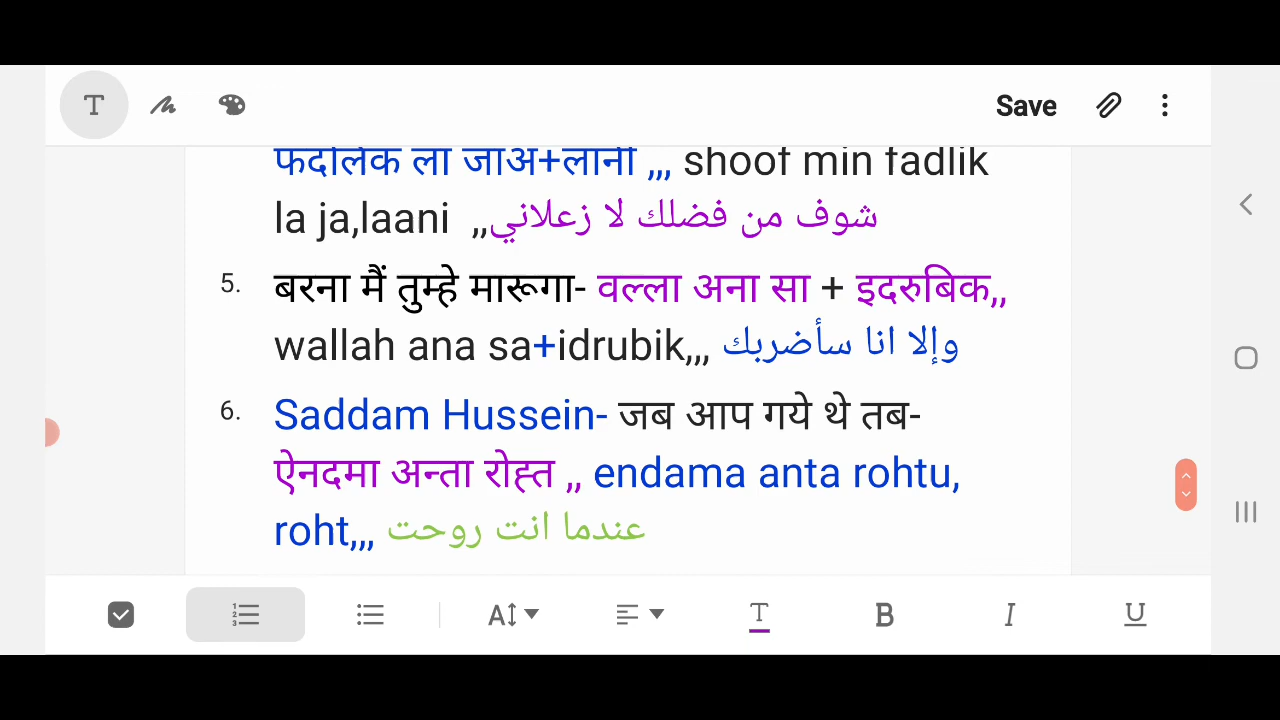 Save
फदलिक ला जाअ+लानी ,,, shoof min fadlik
la ja,laani ,,شوف من فضلك لا زعلاني
5. बरना मैं तुम्हे मारूगा- वल्ला अना सा + इदरुबिक,,
wallah ana sa+idrubik,,, وإلا انا سأضربك
6. Saddam Hussein- जब आप गये थे तब-
ऐनदमा अन्ता रोह्त ,, endama anta rohtu,
roht,,, عندما انت روحت